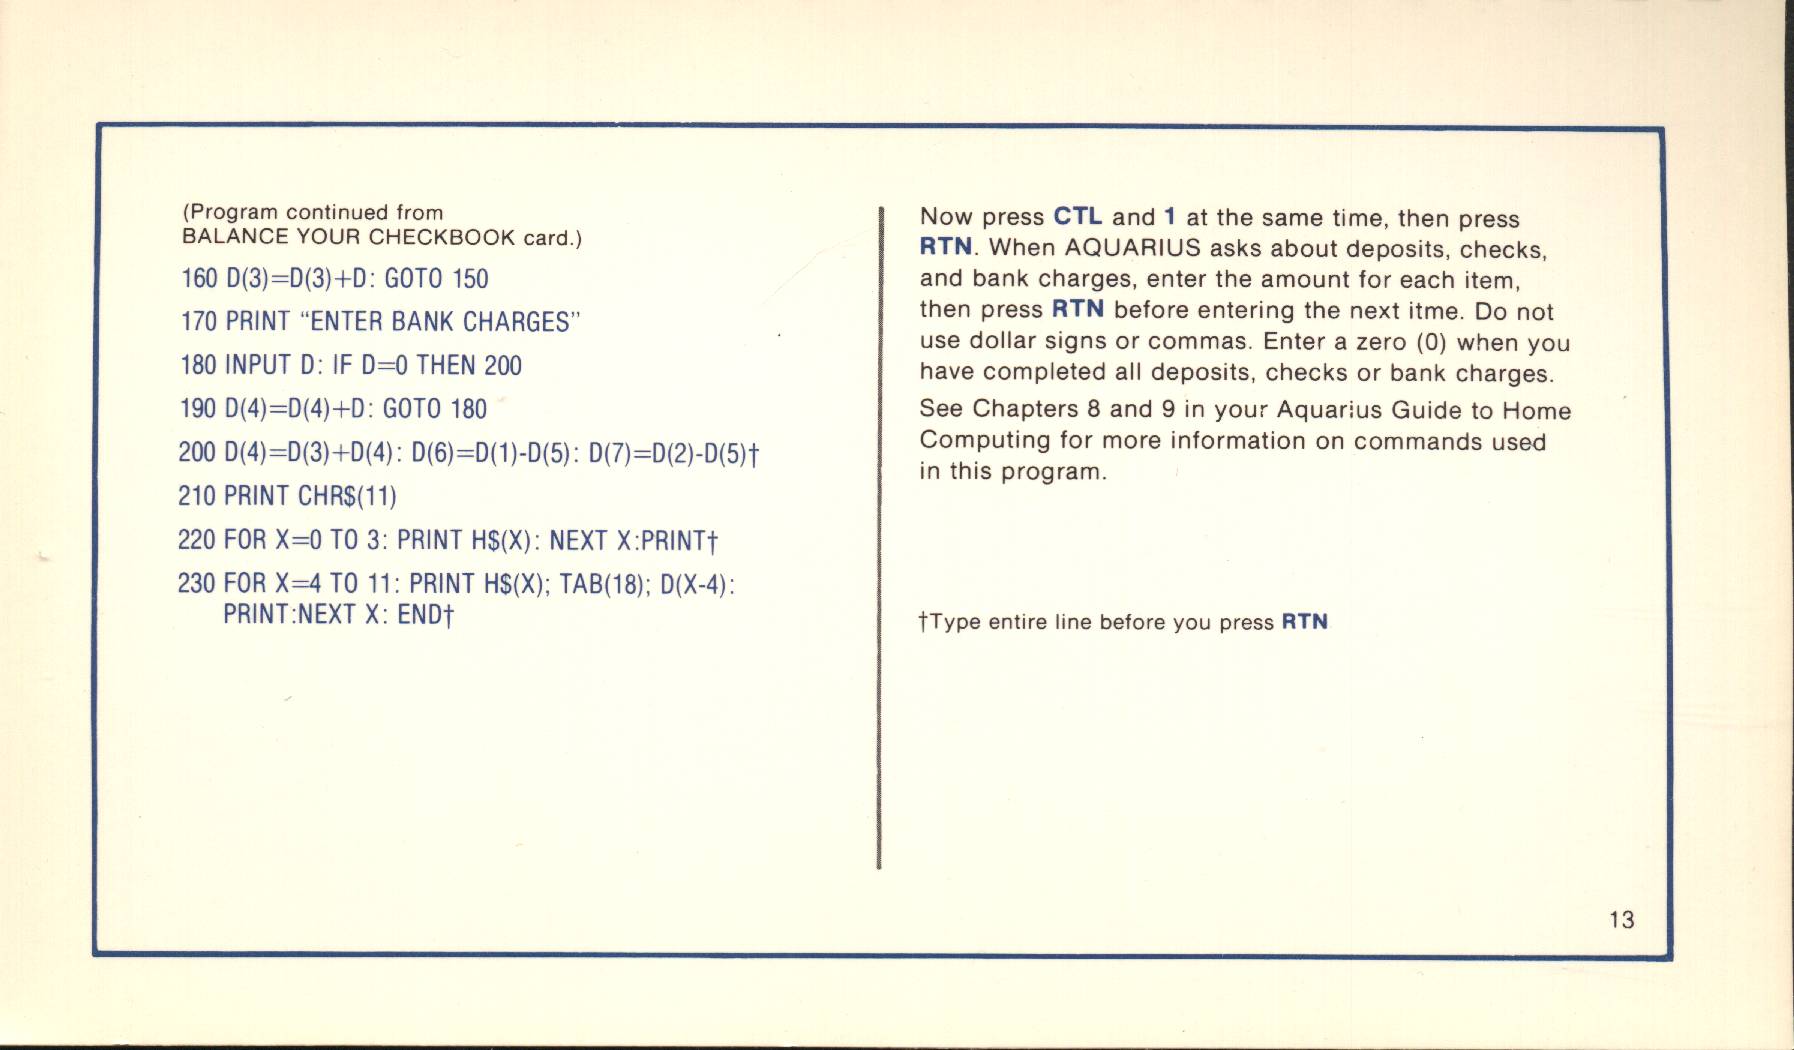 (Program continued from
BALANCE YOUR CHECKBOOK card.)
160 D(3)=D(3)+D: GOTO 150
170 PRINT “ENTER BANK CHARGES”
180 INPUT D: IF D=0 THEN 200
190 D(4)=D(4)+D: GOTO 180
200 D(4)=D(3)+D(4): D(6)=D(1)-D(5): D(7)=D(2)-D(5)†
210 PRINT CHR$(11)
220 FOR X=0 TO 3: PRINT H$(X): NEXT X:PRINT†
230 FOR X=4 TO 11: PRINT H$(X); TAB(18); D(X-4):
PRINT:NEXT X: END†
Now press CTL and 1 at the same time, then press
RTN. When AQUARIUS asks about deposits, checks,
and bank charges, enter the amount for each item,
then press RTN before entering the next itme. Do not
use dollar signs or commas. Enter a zero (0) when you
have completed all deposits, checks or bank charges.
See Chapters 8 and 9 in your Aquarius Guide to Home
Computing for more information on commands used
in this program.
†Type entire line before you press RTN
13